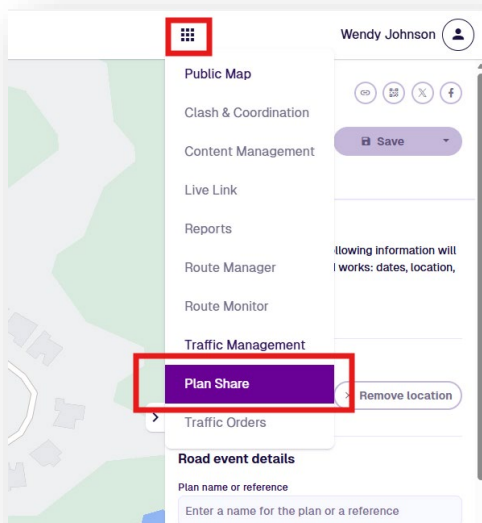 Wendy Johnson
Public Map
Clash & Coordination
Content Management
Save
Live Link
Reports
llowing information will
Route Manager
works: dates, location,
Route Monitor
Traffic Management
Plan Share
Remove location
Traffic Orders
Road event details
Plan name or reference
Enter a name for the plan or a reference